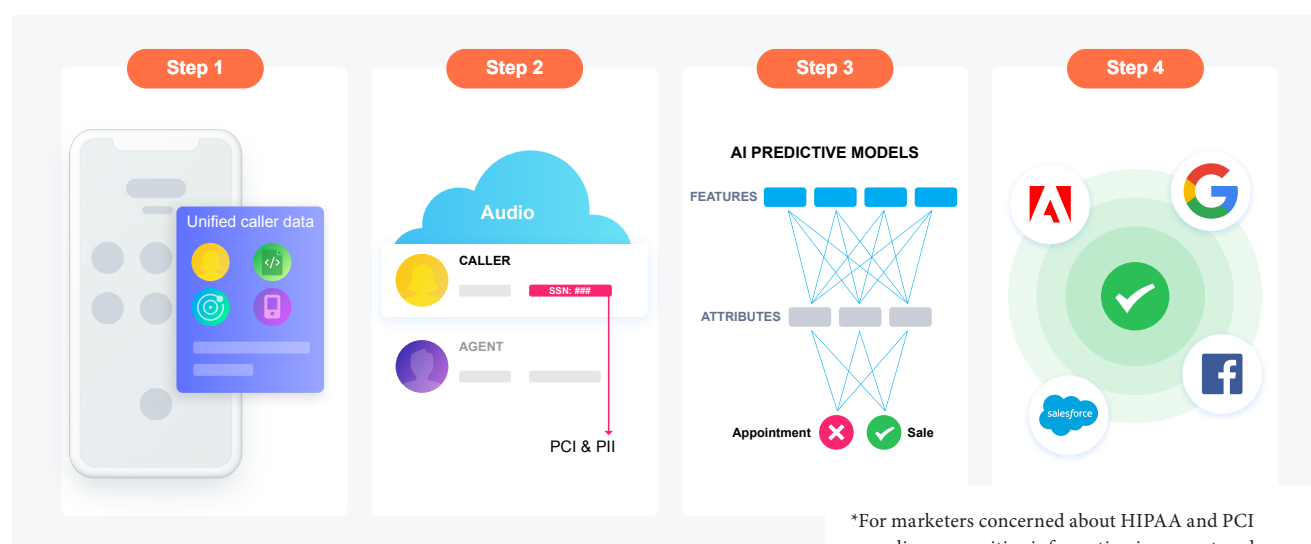 Step 1
Unified caller data
Step 2
Audio
CALLER
SSN: ###
AGENT
PCI & PII
Step 3
AI PREDICTIVE MODELS
FEATURES
ATTRIBUTES
Appointment
Sale
Step 4
salesforce
*For marketers concerned about HIPAA and PCI